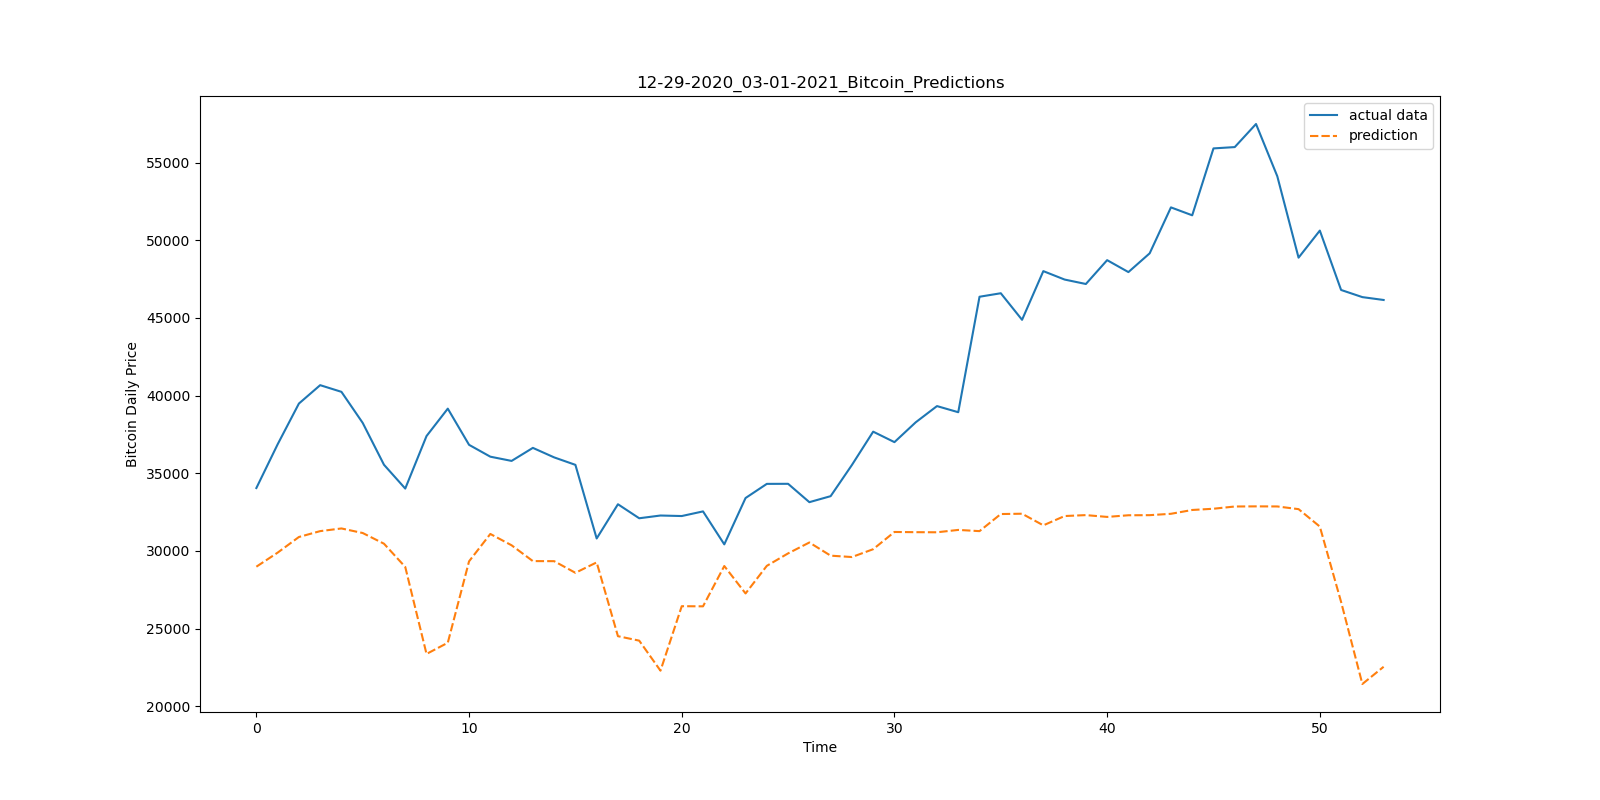 12-29-2020_03-01-2021_Bitcoin_Predictions
actual data
prediction
55000
50000
45000
40000
35000
30000
25000
20000
Bitcoin Daily Price
0 10 20 30 40 50
Time